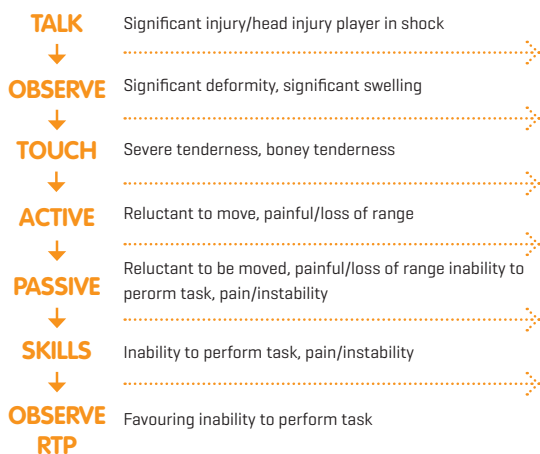 TALK Significant injury/head injury player in shock
OBSERVE Significant deformity, significant swelling
TOUCH Severe tenderness, boney tenderness
ACTIVE Reluctant to move, painful/loss of range
PASSIVE Reluctant to be moved, painful/loss of range inability to
perorm task, pain/instability
SKILLS Inability to perform task, pain/instability
OBSERVE
RTP Favouring inability to perform task